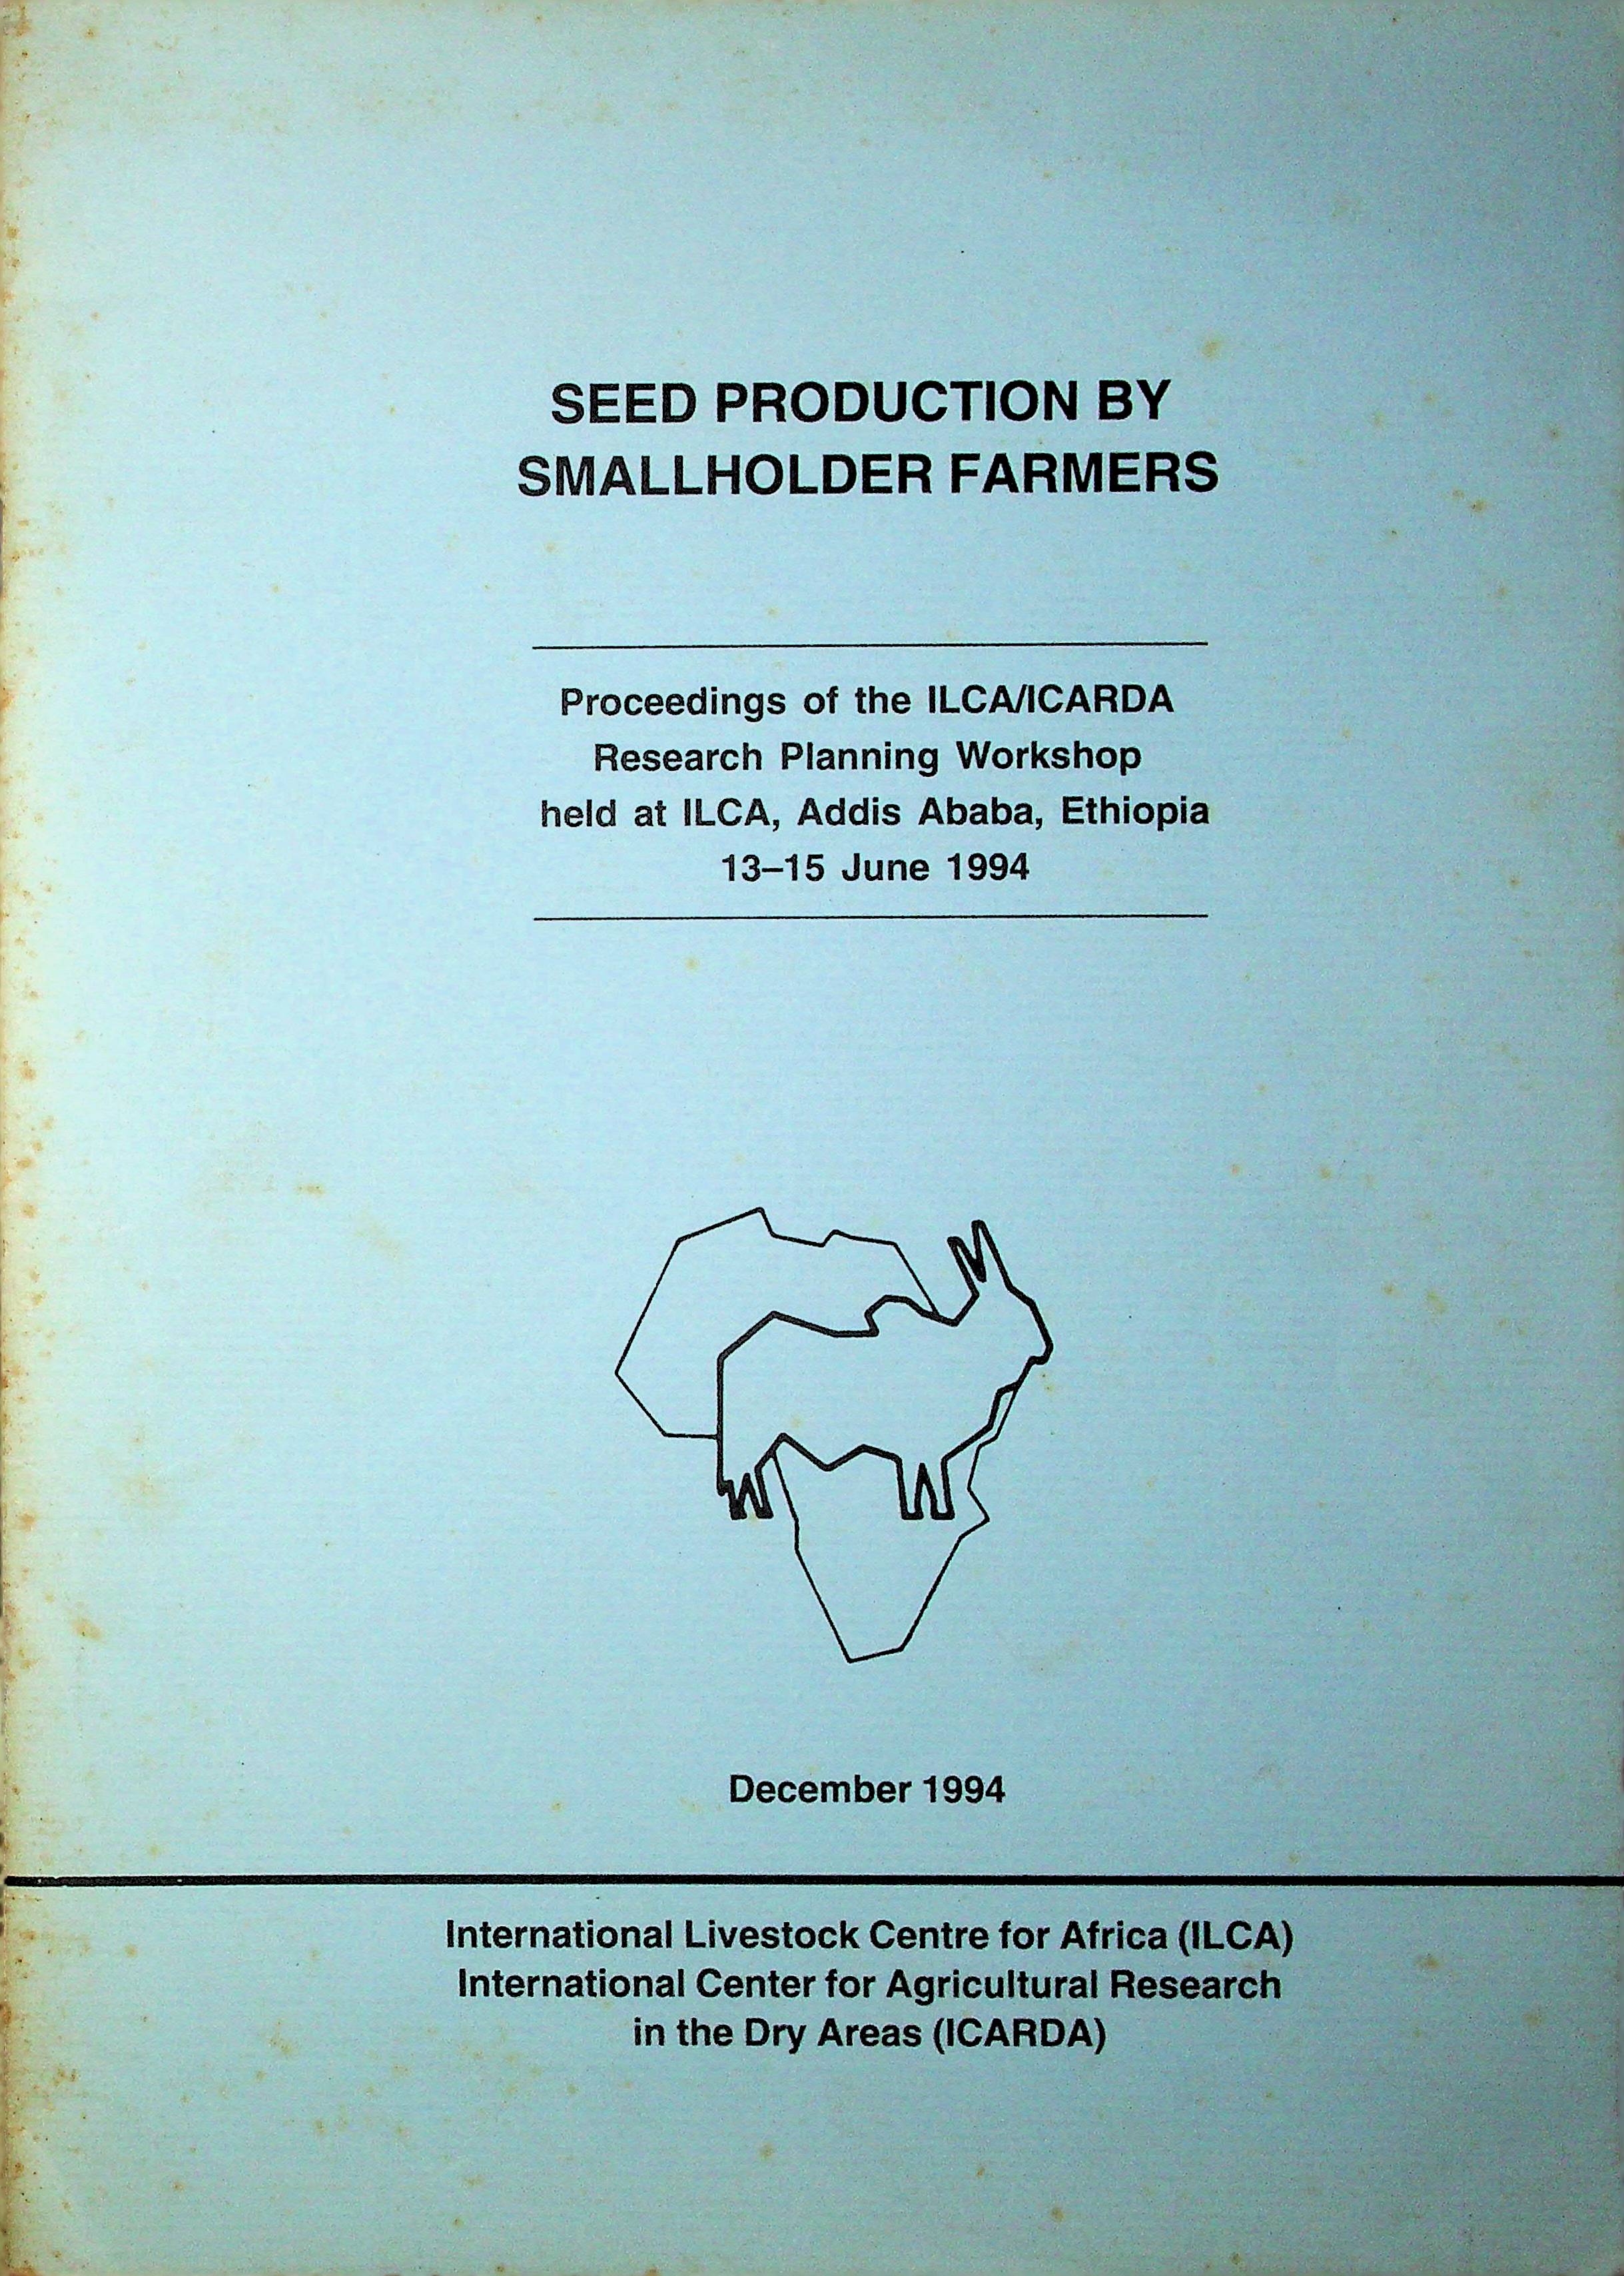 SEED PRODUCTION BY
SMALLHOLDER FARMERS
Proceedings of the ILCA/ICARDA
Research Planning Workshop
held at ILCA, Addis Ababa, Ethiopia
13–15 June 1994
December 1994
International Livestock Centre for Africa (ILCA)
International Center for Agricultural Research
in the Dry Areas (ICARDA)